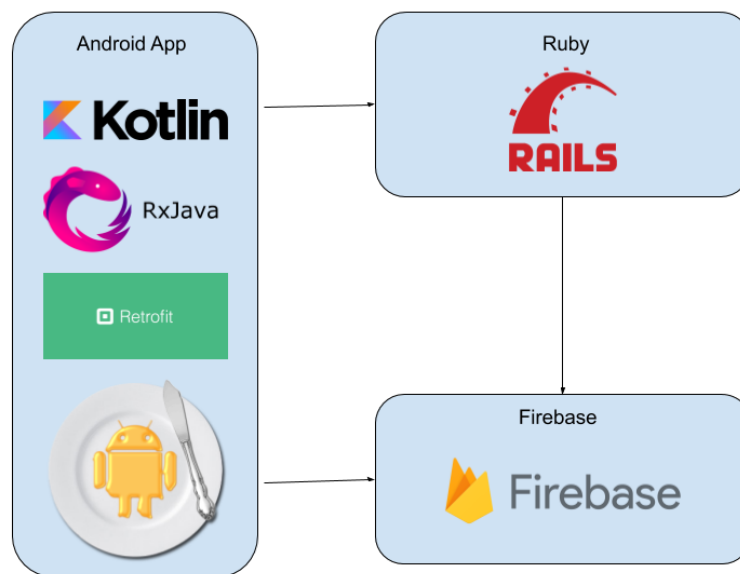 Android App
Kotlin
RxJava
Retrofit
Ruby
RAILS
Firebase
Firebase